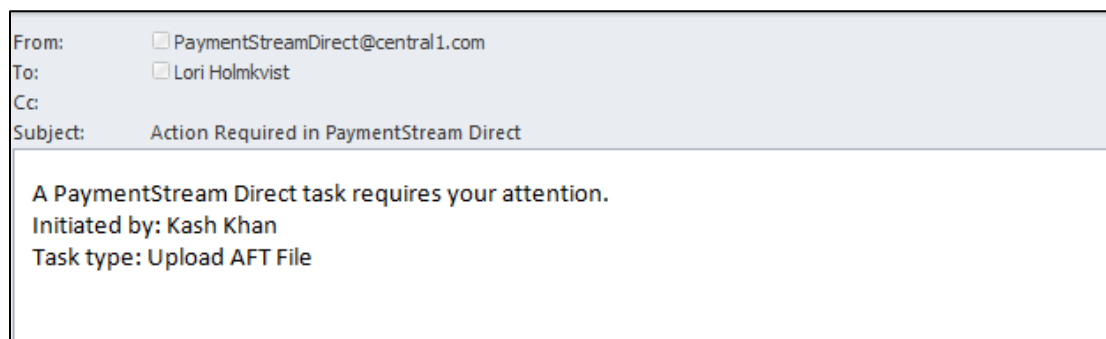 From: PaymentStreamDirect@central1.com
To: Lori Holmkvist
Cc:
Subject: Action Required in PaymentStream Direct
A PaymentStream Direct task requires your attention.
Initiated by: Kash Khan
Task type: Upload AFT File